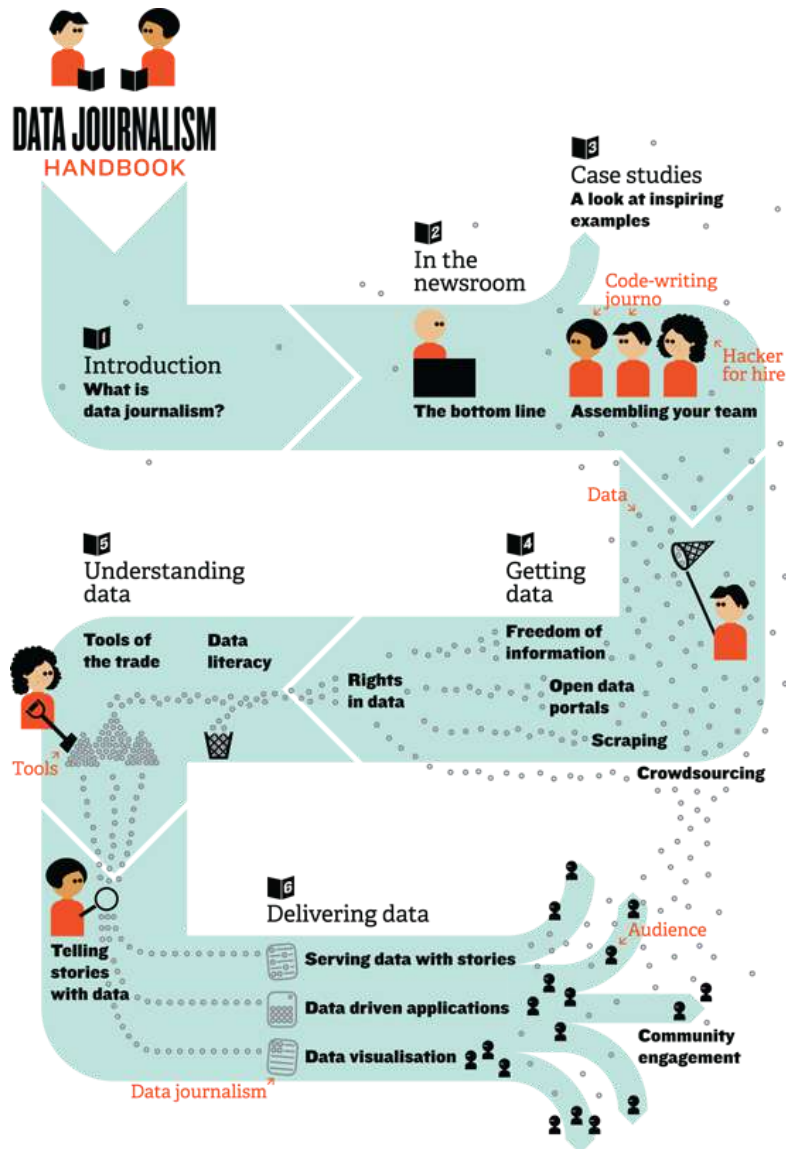 DATA JOURNALISM
HANDBOOK
1
Introduction
What is
data journalism?
2
In the
newsroom
The bottom line
3
Case studies
A look at inspiring
examples
Code-writing
journo
Hacker
for hire
Assembling your team
Data
4
Getting
data
Freedom of
information
Open data
portals
Scraping
Crowdsourcing
Rights
in data
5
Understanding
data
Tools of
the trade
Data
literacy
Tools
Telling
stories
with data
6
Delivering data
Serving data with stories
Data driven applications
Data visualisation
Data journalism
Audience
Community
engagement